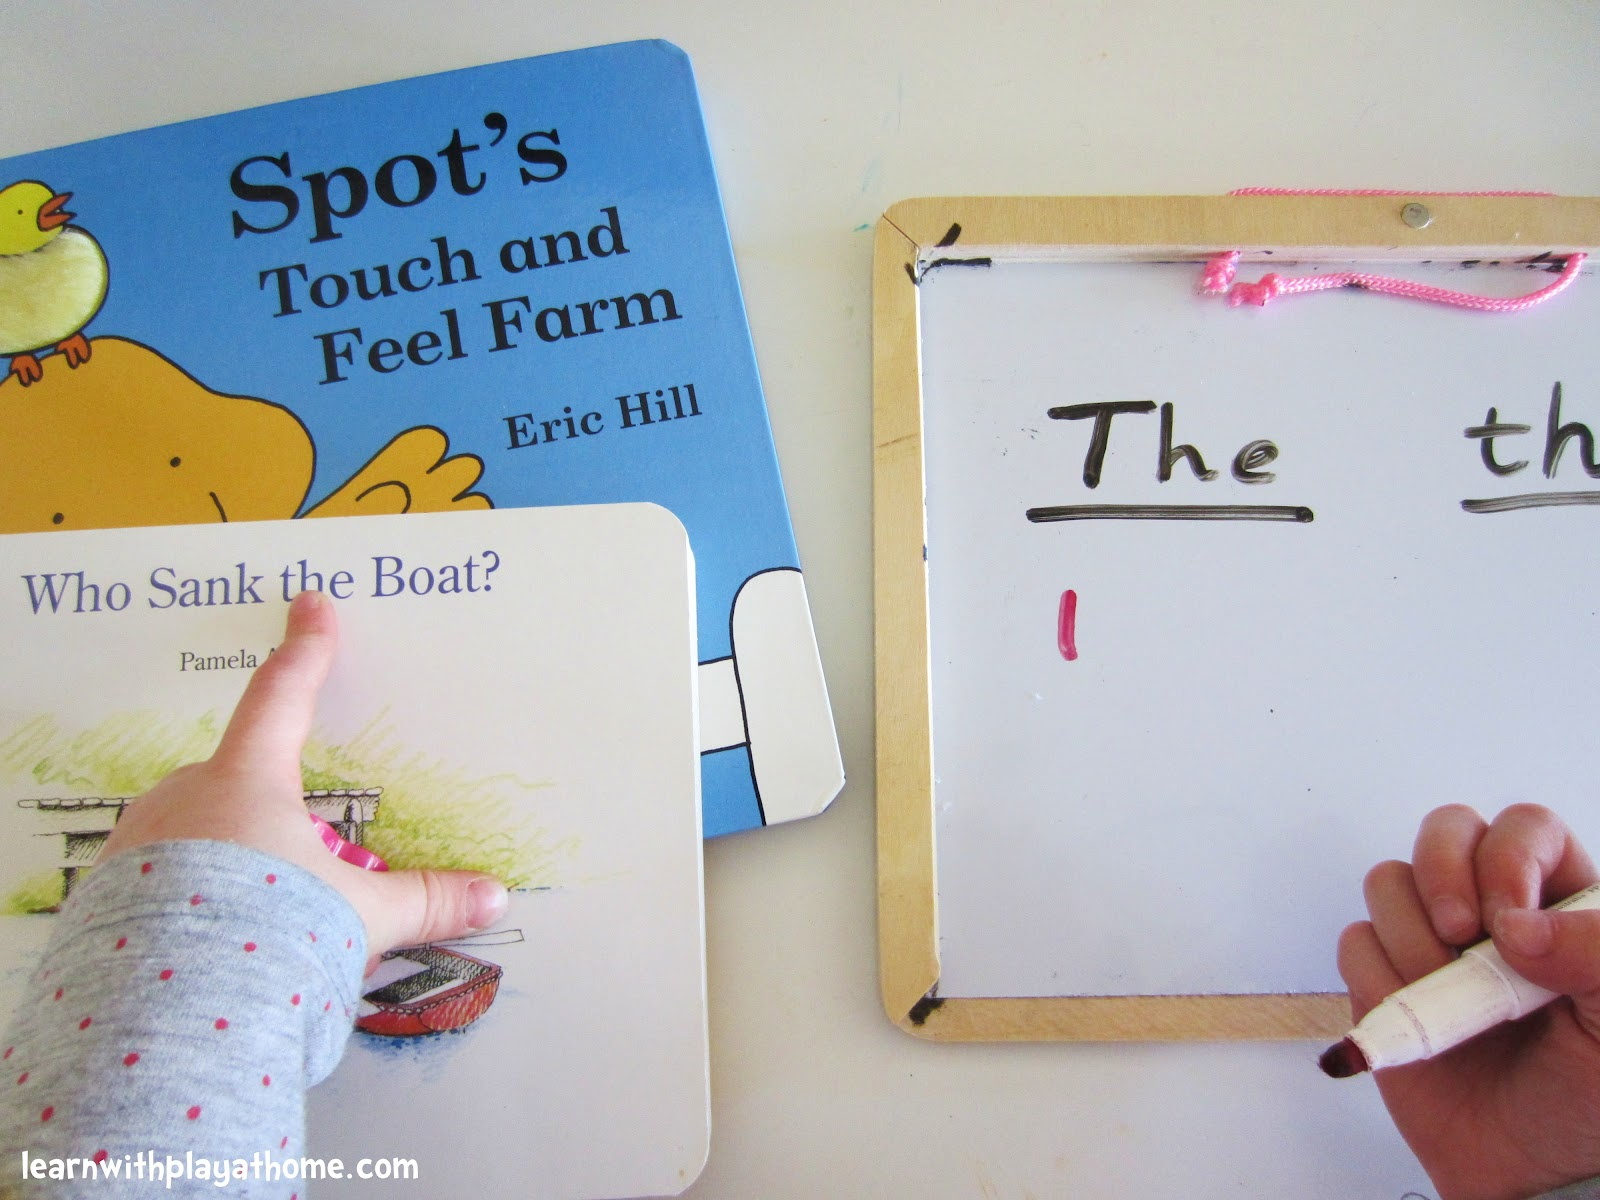 Spot's
Touch and
Feel Farm
Eric Hill
Who Sank the Boat?
Pamela
The th
learnwithplayathome.com